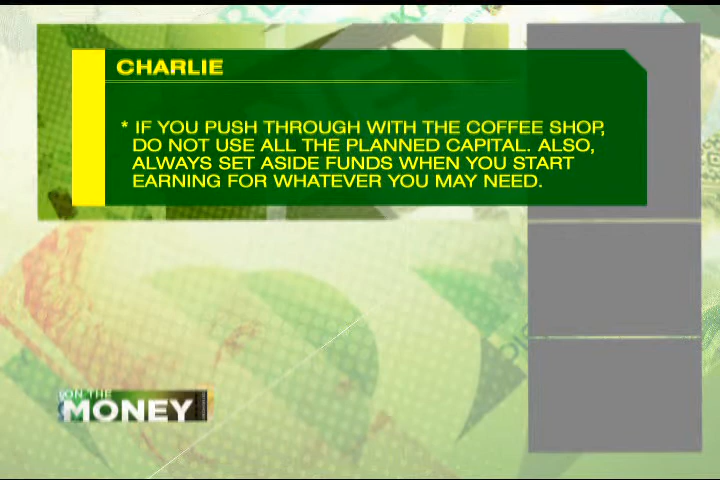 CHARLIE
* IF YOU PUSH THROUGH WITH THE COFFEE SHOP,
DO NOT USE ALL THE PLANNED CAPITAL. ALSO,
ALWAYS SET ASIDE FUNDS WHEN YOU START
EARNING FOR WHATEVER YOU MAY NEED.
ON THE
MONEY